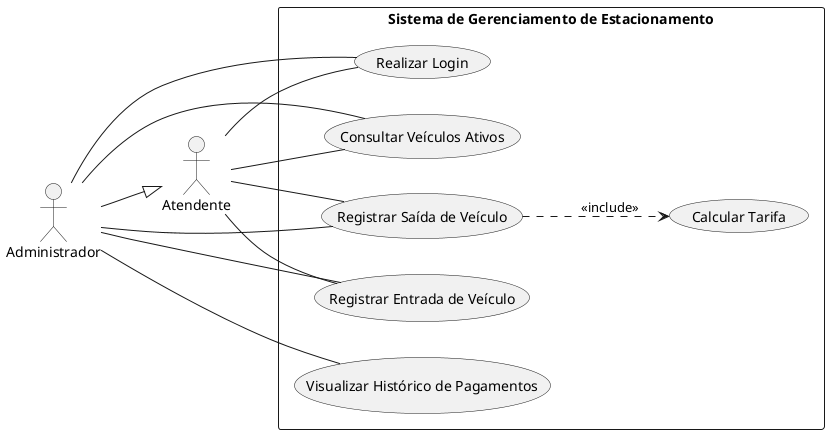 Sistema de Gerenciamento de Estacionamento
Realizar Login
Consultar Veículos Ativos
Atendente
Registrar Saída de Veículo
«include»
Calcular Tarifa
Administrador
Registrar Entrada de Veículo
Visualizar Histórico de Pagamentos